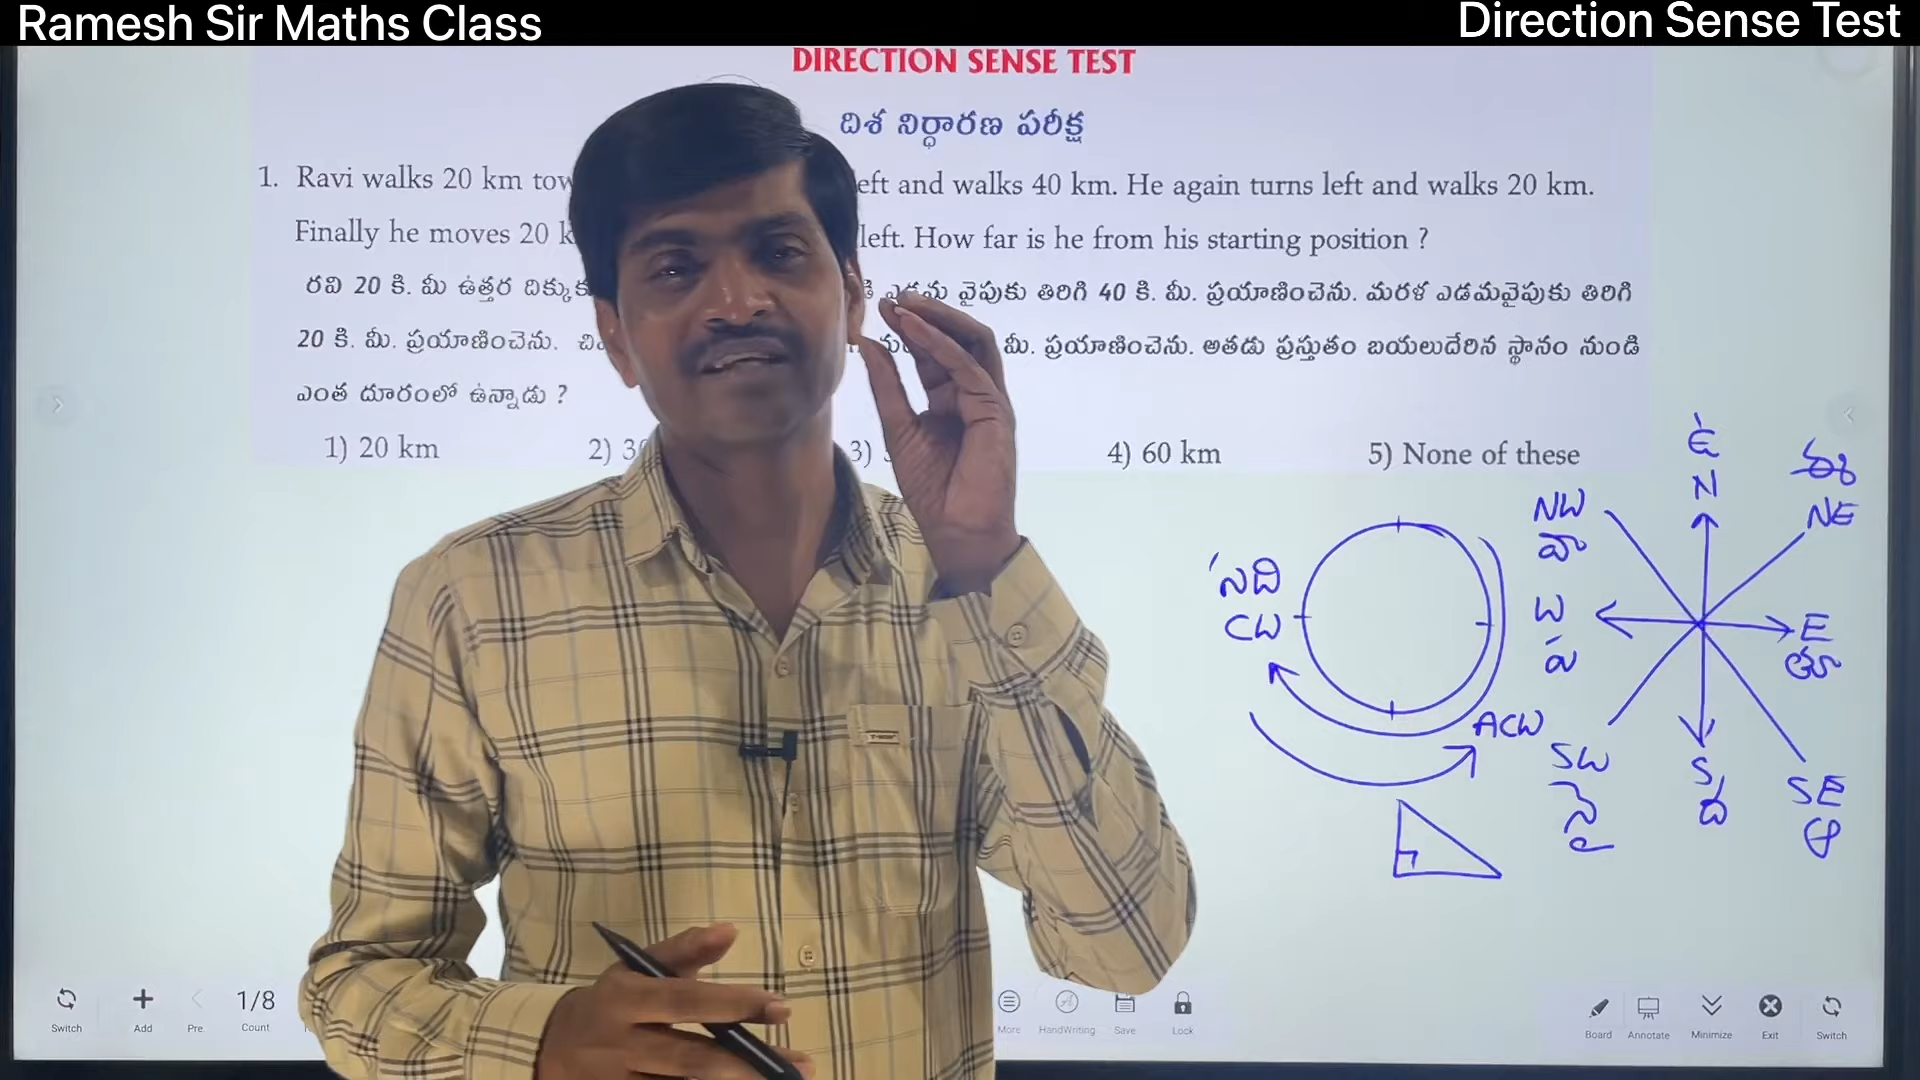 Ramesh Sir Maths Class
Direction Sense Test
DIRECTION SENSE TEST
దిశ నిర్ధారణ పరీక్ష
1. Ravi walks 20 km left and walks 40 km. He again turns left and walks 20 km.
Finally he moves 20 left. How far is he from his starting position ?
రవి 20 కి. మీ ఉత్తర ఎడమ వైపుకు తిరిగి 40 కి. మీ. ప్రయాణించెను. మరళ ఎడమవైపుకు తిరిగి
20 కి. మీ. ప్రయాణించెను. మీ. ప్రయాణించెను. అతడు ప్రస్తుతం బయలుదేరిన స్థానం నుండి
ఎంత దూరంలో ఉన్నాడు ?
1) 20 km 2) 3) 4) 60 km 5) None of these
ఉ
N
ఈ
NE
NW
వా
W
ప
E
తూ
SW
నై
S
ద
SE
ఆ
CW
ACW
Switch
Add
Pre.
1/8
Count
More
HandWriting
Save
Lock
Board
Annotate
Minimize
Exit
Switch